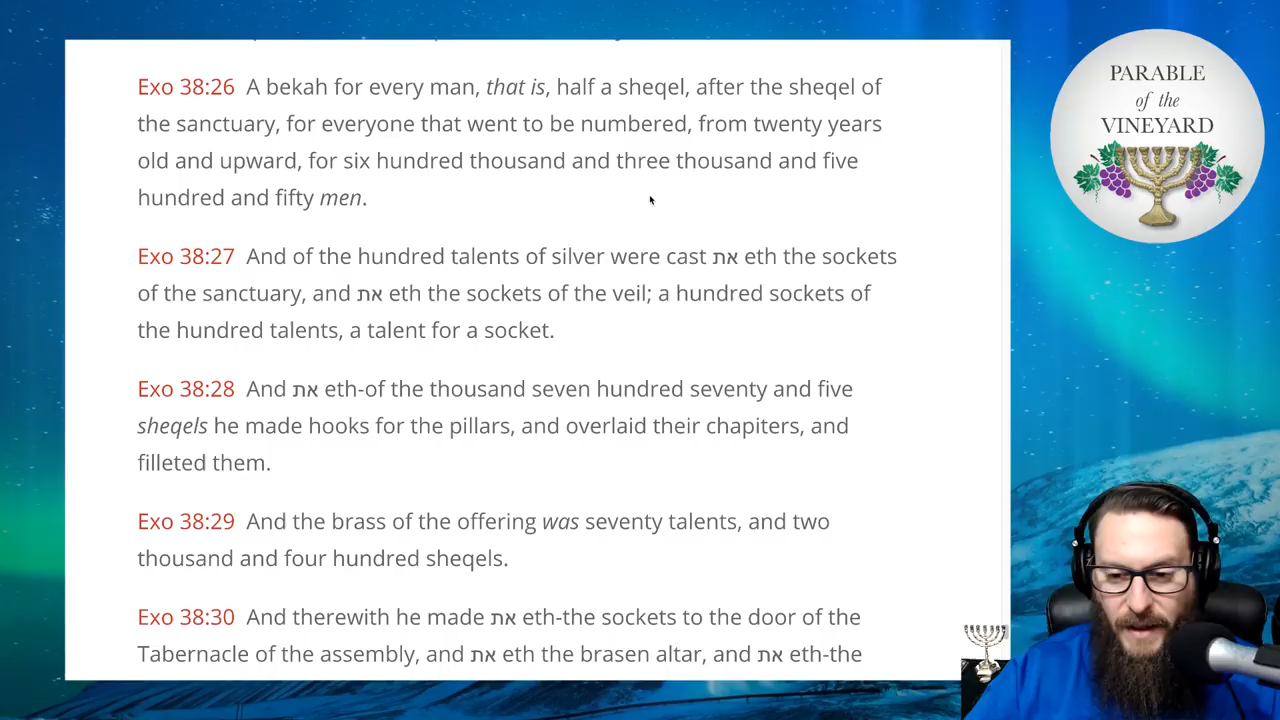 Exo 38:26 A bekah for every man, that is, half a sheqel, after the sheqel of
the sanctuary, for everyone that went to be numbered, from twenty years
old and upward, for six hundred thousand and three thousand and five
hundred and fifty men.
Exo 38:27 And of the hundred talents of silver were cast את eth the sockets
of the sanctuary, and את eth the sockets of the veil; a hundred sockets of
the hundred talents, a talent for a socket.
Exo 38:28 And את eth-of the thousand seven hundred seventy and five
sheqels he made hooks for the pillars, and overlaid their chapiters, and
filleted them.
Exo 38:29 And the brass of the offering was seventy talents, and two
thousand and four hundred sheqels.
Exo 38:30 And therewith he made את eth-the sockets to the door of the
Tabernacle of the assembly, and את eth the brasen altar, and את eth-the
PARABLE
of the
VINEYARD